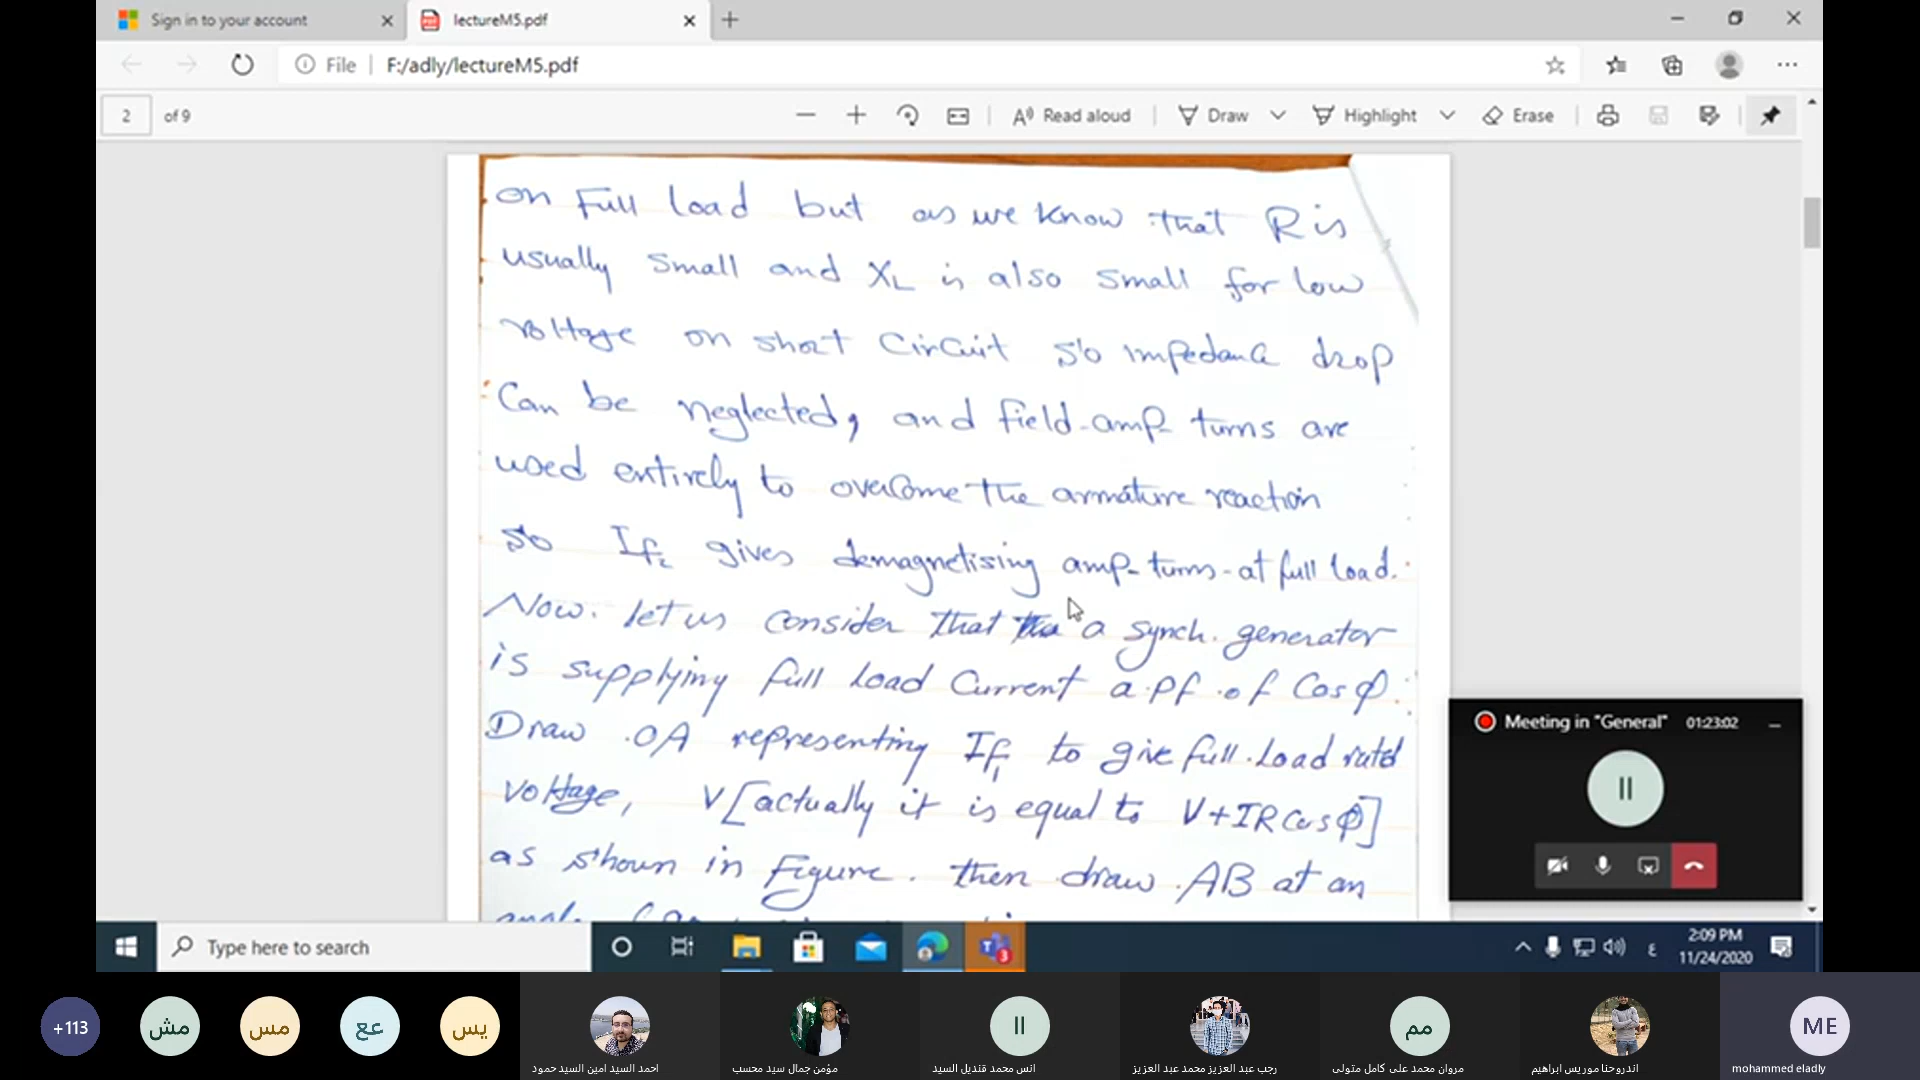 Sign in to your account
lectureM5.pdf
File
F:/adly/lectureM5.pdf
2 of 9
Read aloud
Draw
Highlight
Erase
on Full load but as we know that R is
usually small and XL is also small for low
voltage on short circuit so impedance drop
Can be neglected, and field-amp- turns are
used entirely to overcome the armature reaction
so If2 gives demagnetising amp-turns-at full load.
Now. let us consider that a synch. generator
is supplying full load current a.pf.of Cos φ.
Draw .OA representing If1 to give full.load rated
voltage, V[actually it is equal to V+IR Cos φ]
as shown in Figure. then draw .AB at an
Meeting in "General" 01:23:02
Type here to search
3
ع
2:09 PM
11/24/2020
+113
مش
مس
عع
يس
اا
مم
ME
احمد السيد امين السيد حمود
مؤمن جمال سيد محسب
انس محمد قنديل السيد
رجب عبد العزيز محمد عبد العزيز
مروان محمد على كامل متولى
اندروحنا موريس ابراهيم
mohammed eladly